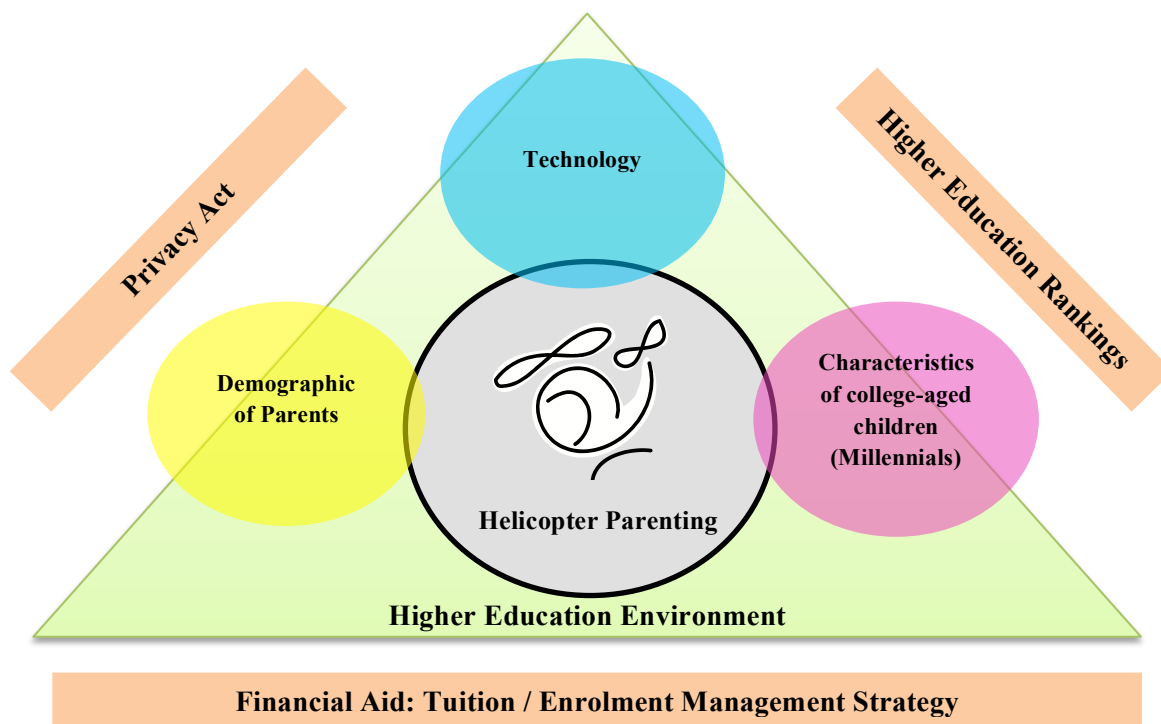 Technology
Privacy Act
Higher Education Rankings
Demographic
of Parents
Characteristics
of college-aged
children
(Millennials)
Helicopter Parenting
Higher Education Environment
Financial Aid: Tuition / Enrolment Management Strategy